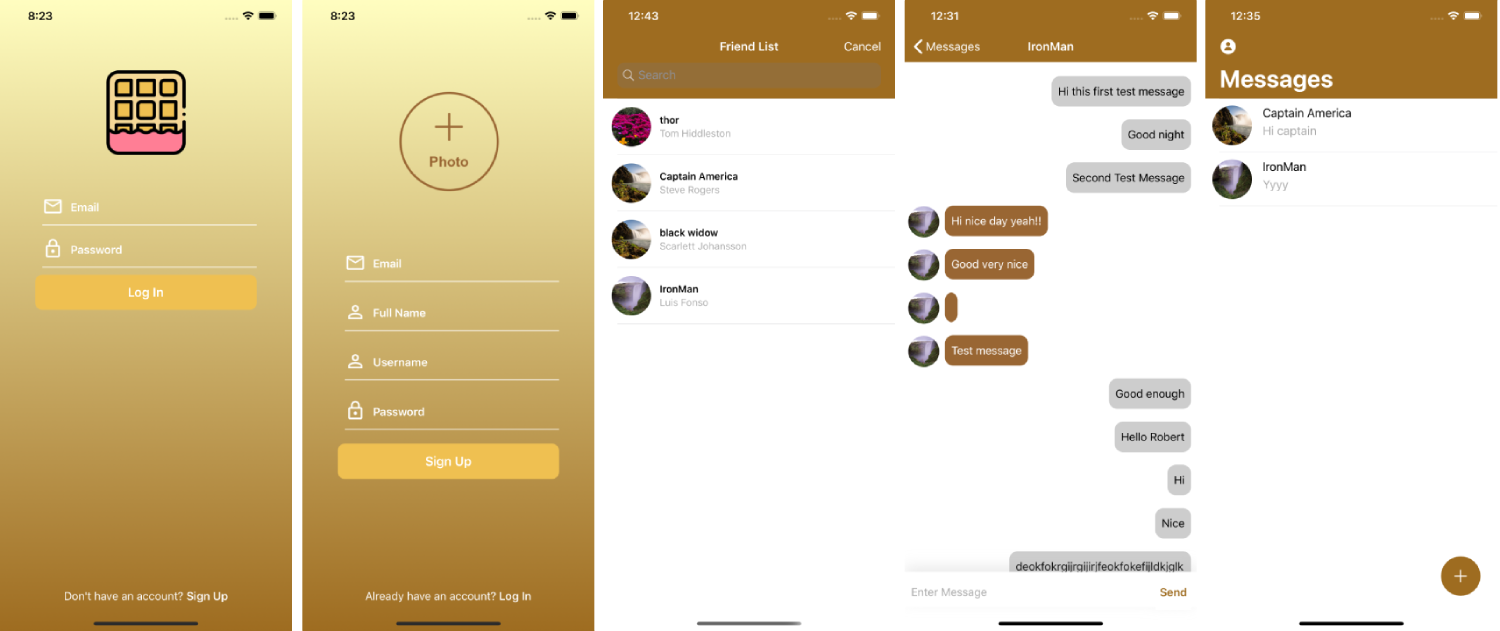 8:23
Email
Password
Log In
Don't have an account? Sign Up
8:23
Photo
Email
Full Name
Username
Password
Sign Up
Already have an account? Log In
12:43
Friend List
Cancel
Search
thor
Tom Hiddleston
Captain America
Steve Rogers
black widow
Scarlett Johansson
IronMan
Luis Fonso
12:31
Messages
IronMan
Hi this first test message
Good night
Second Test Message
Hi nice day yeah!!
Good very nice
Test message
Good enough
Hello Robert
Hi
Nice
Enter Message
Send
12:35
Messages
Captain America
Hi captain
IronMan
Yyyy